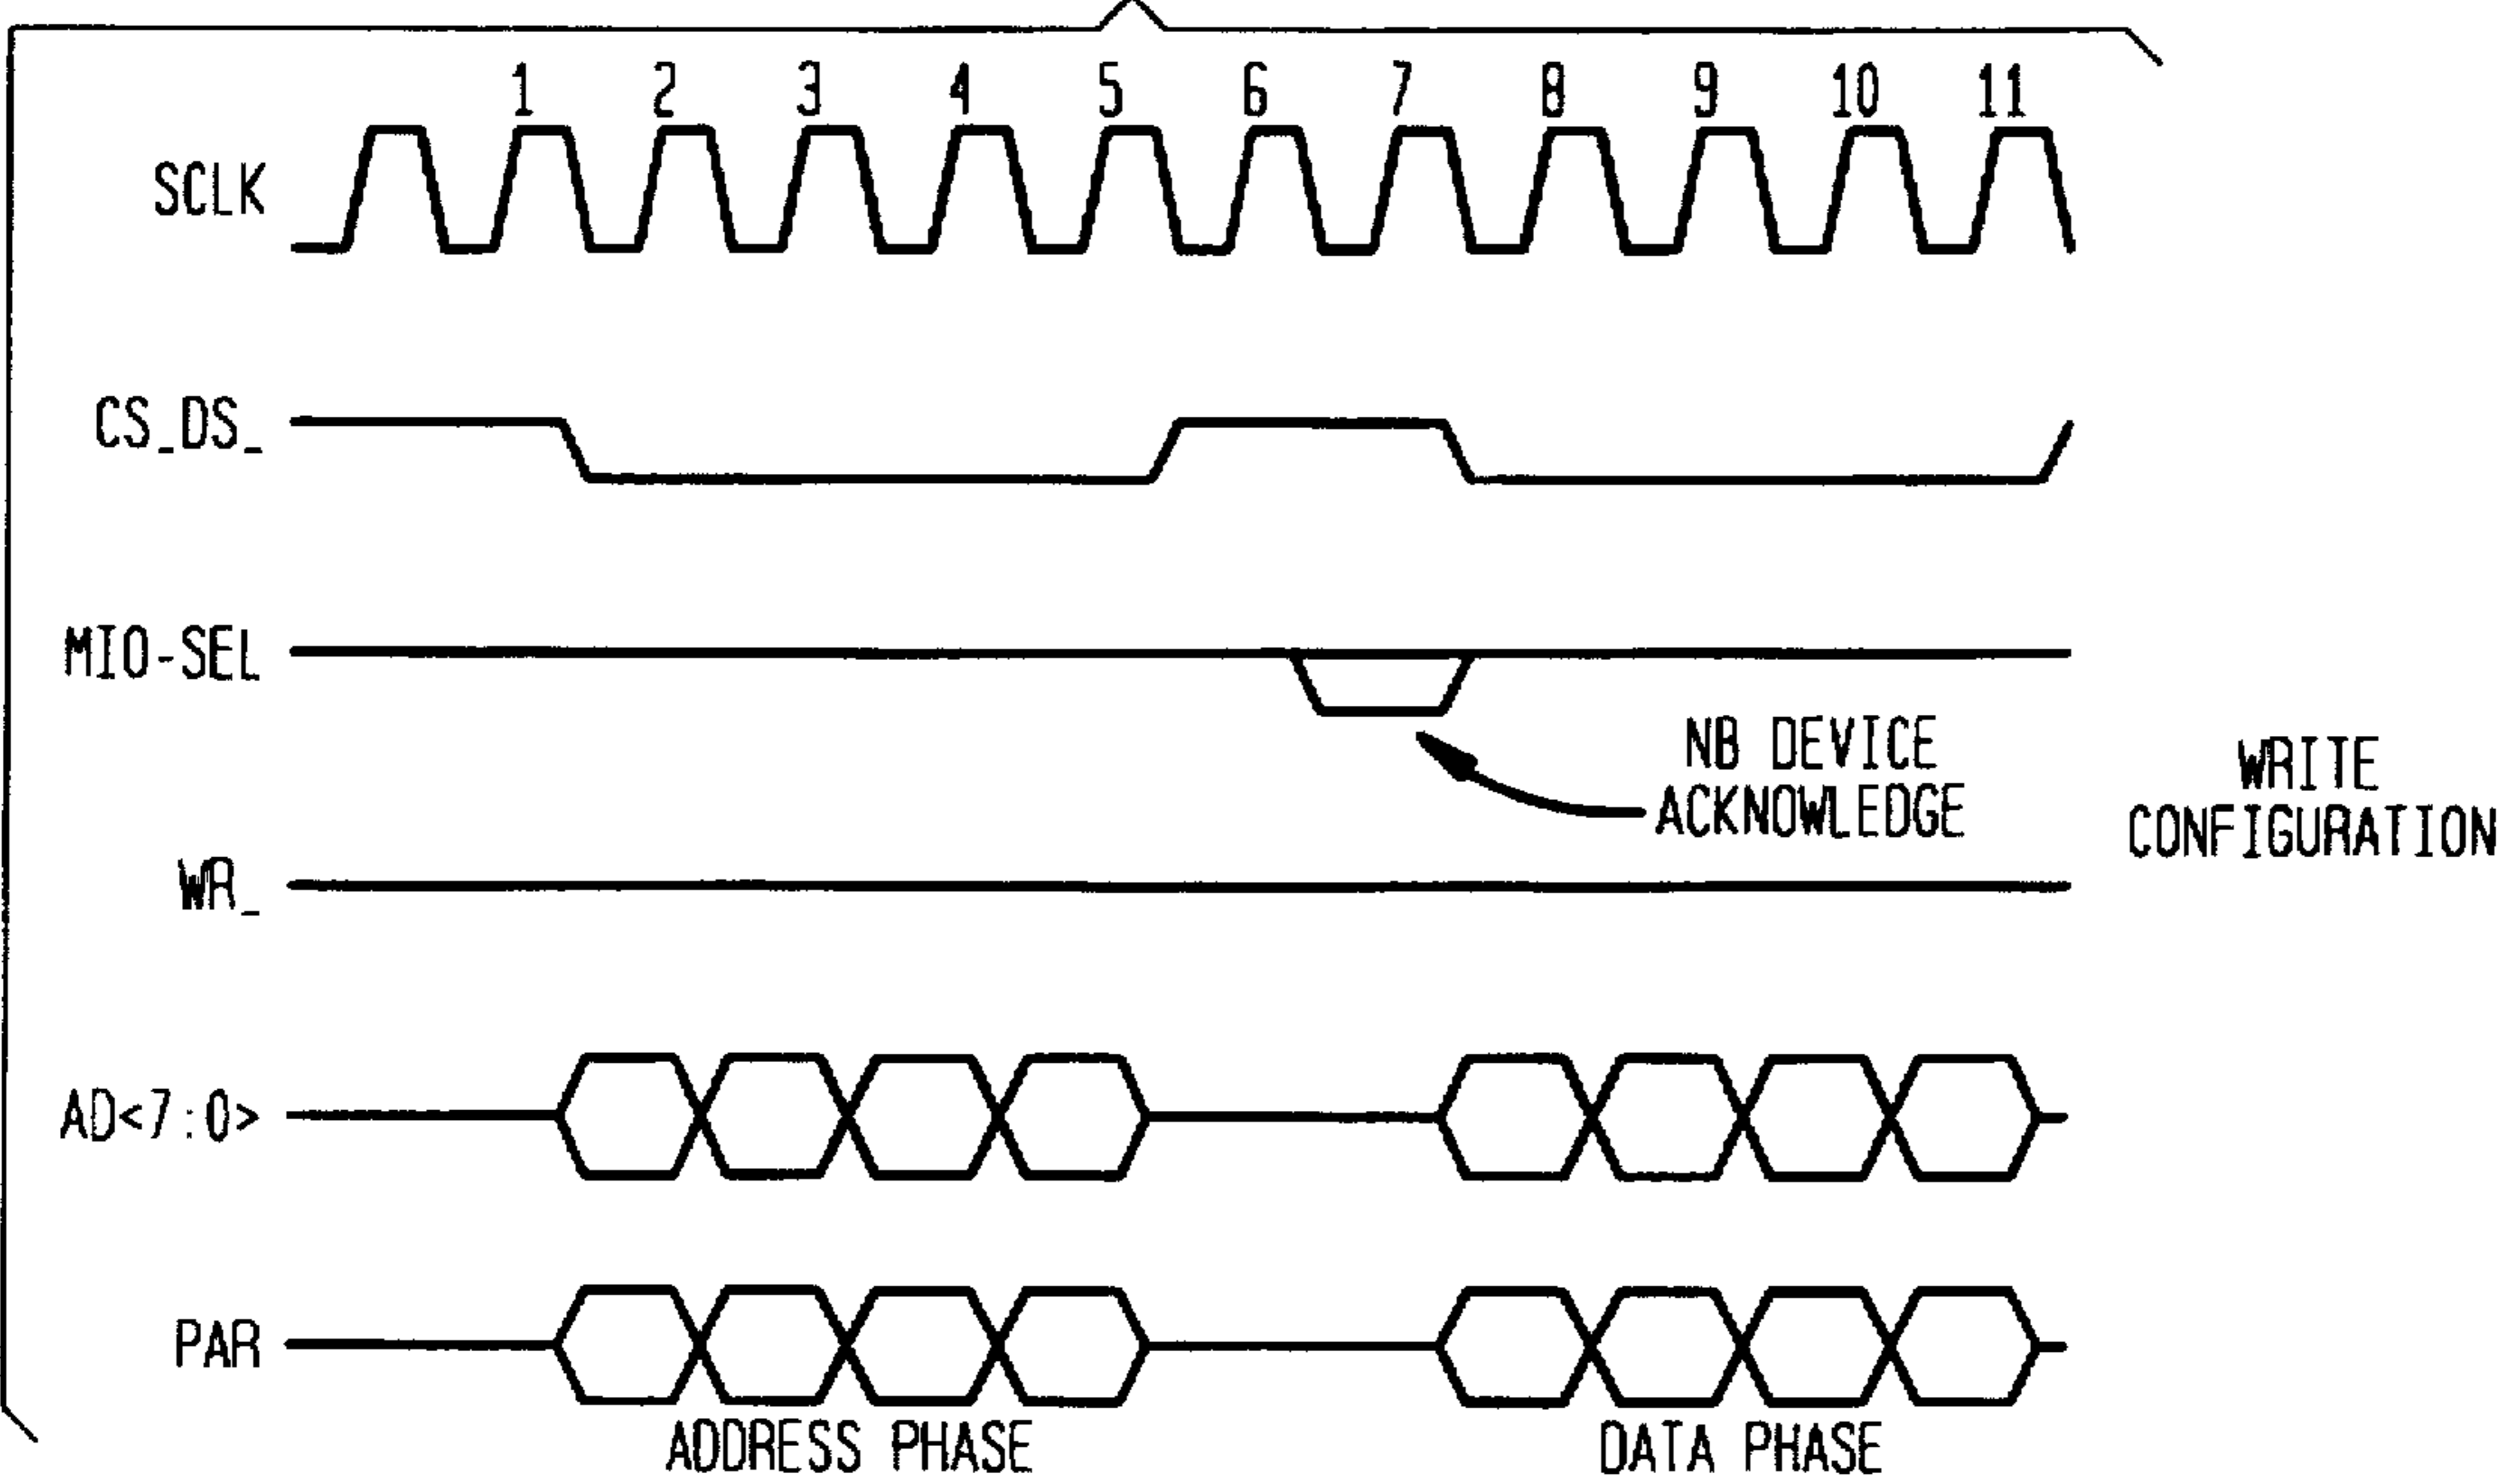 1 2 3 4 5 6 7 8 9 10 11
SCLK
CS_DS_
MIO-SEL
NB DEVICE
ACKNOWLEDGE
WRITE
CONFIGURATION
WR_
AD<7:0>
PAR
ADDRESS PHASE
DATA PHASE